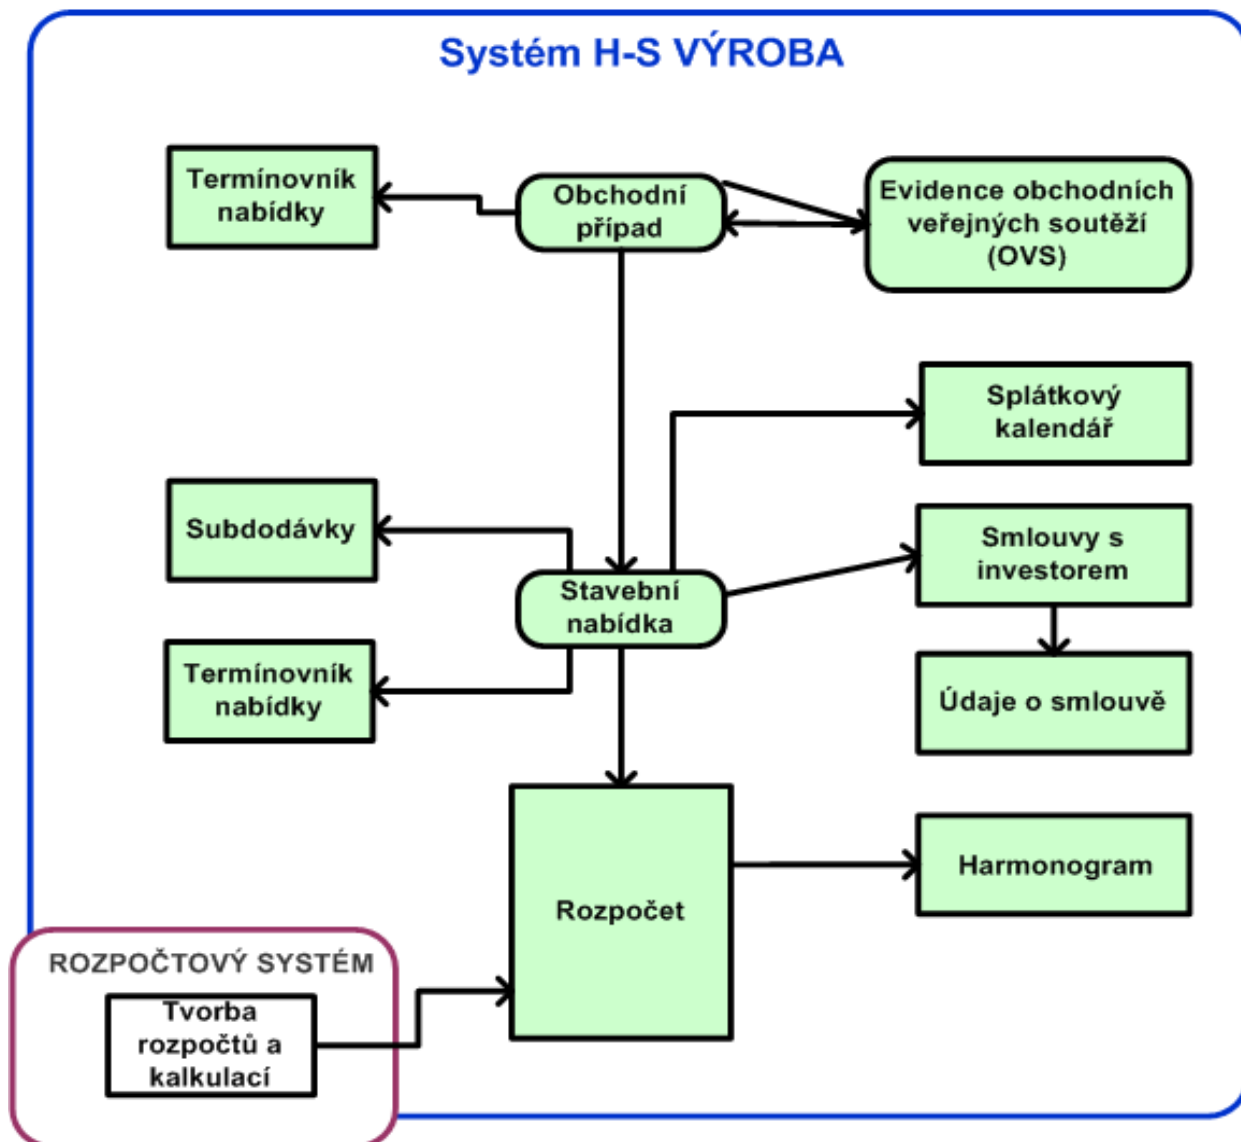 Systém H-S VÝROBA
Termínovník
nabídky
Obchodní
případ
Evidence obchodních
veřejných soutěží
(OVS)
Splátkový
kalendář
Subdodávky
Smlouvy s
investorem
Stavební
nabídka
Termínovník
nabídky
Údaje o smlouvě
Rozpočet
Harmonogram
ROZPOČTOVÝ SYSTÉM
Tvorba
rozpočtů a
kalkulací